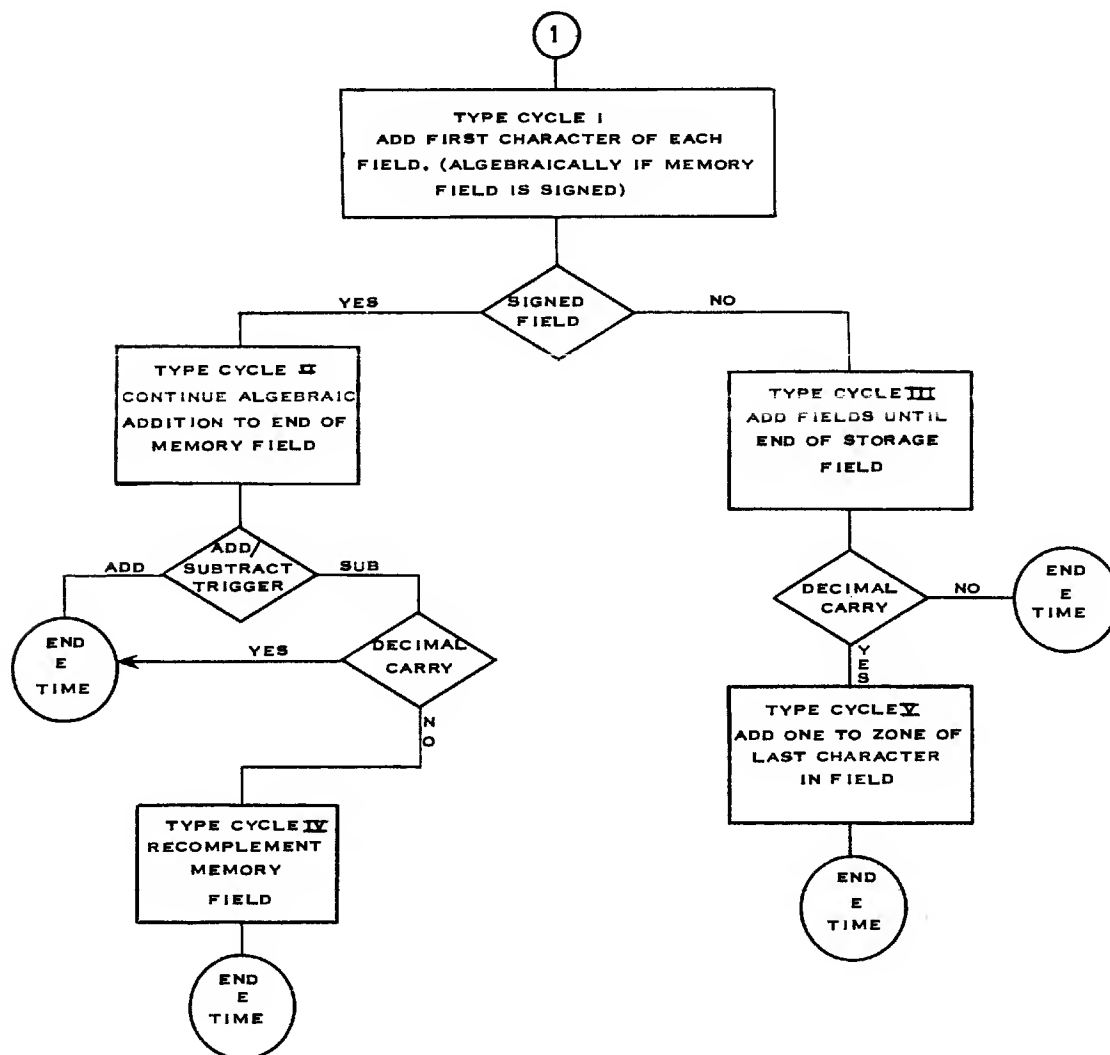 1
TYPE CYCLE I
ADD FIRST CHARACTER OF EACH
FIELD. (ALGEBRAICALLY IF MEMORY
FIELD IS SIGNED)
YES
SIGNED
FIELD
NO
TYPE CYCLE II
CONTINUE ALGEBRAIC
ADDITION TO END OF
MEMORY FIELD
TYPE CYCLE III
ADD FIELDS UNTIL
END OF STORAGE
FIELD
ADD
ADD/
SUBTRACT
TRIGGER
SUB
DECIMAL
CARRY
NO
END
E
TIME
END
E
TIME
YES
DECIMAL
CARRY
YES
NO
TYPE CYCLE V
ADD ONE TO ZONE OF
LAST CHARACTER
IN FIELD
TYPE CYCLE IV
RECOMPLEMENT
MEMORY
FIELD
END
E
TIME
END
E
TIME